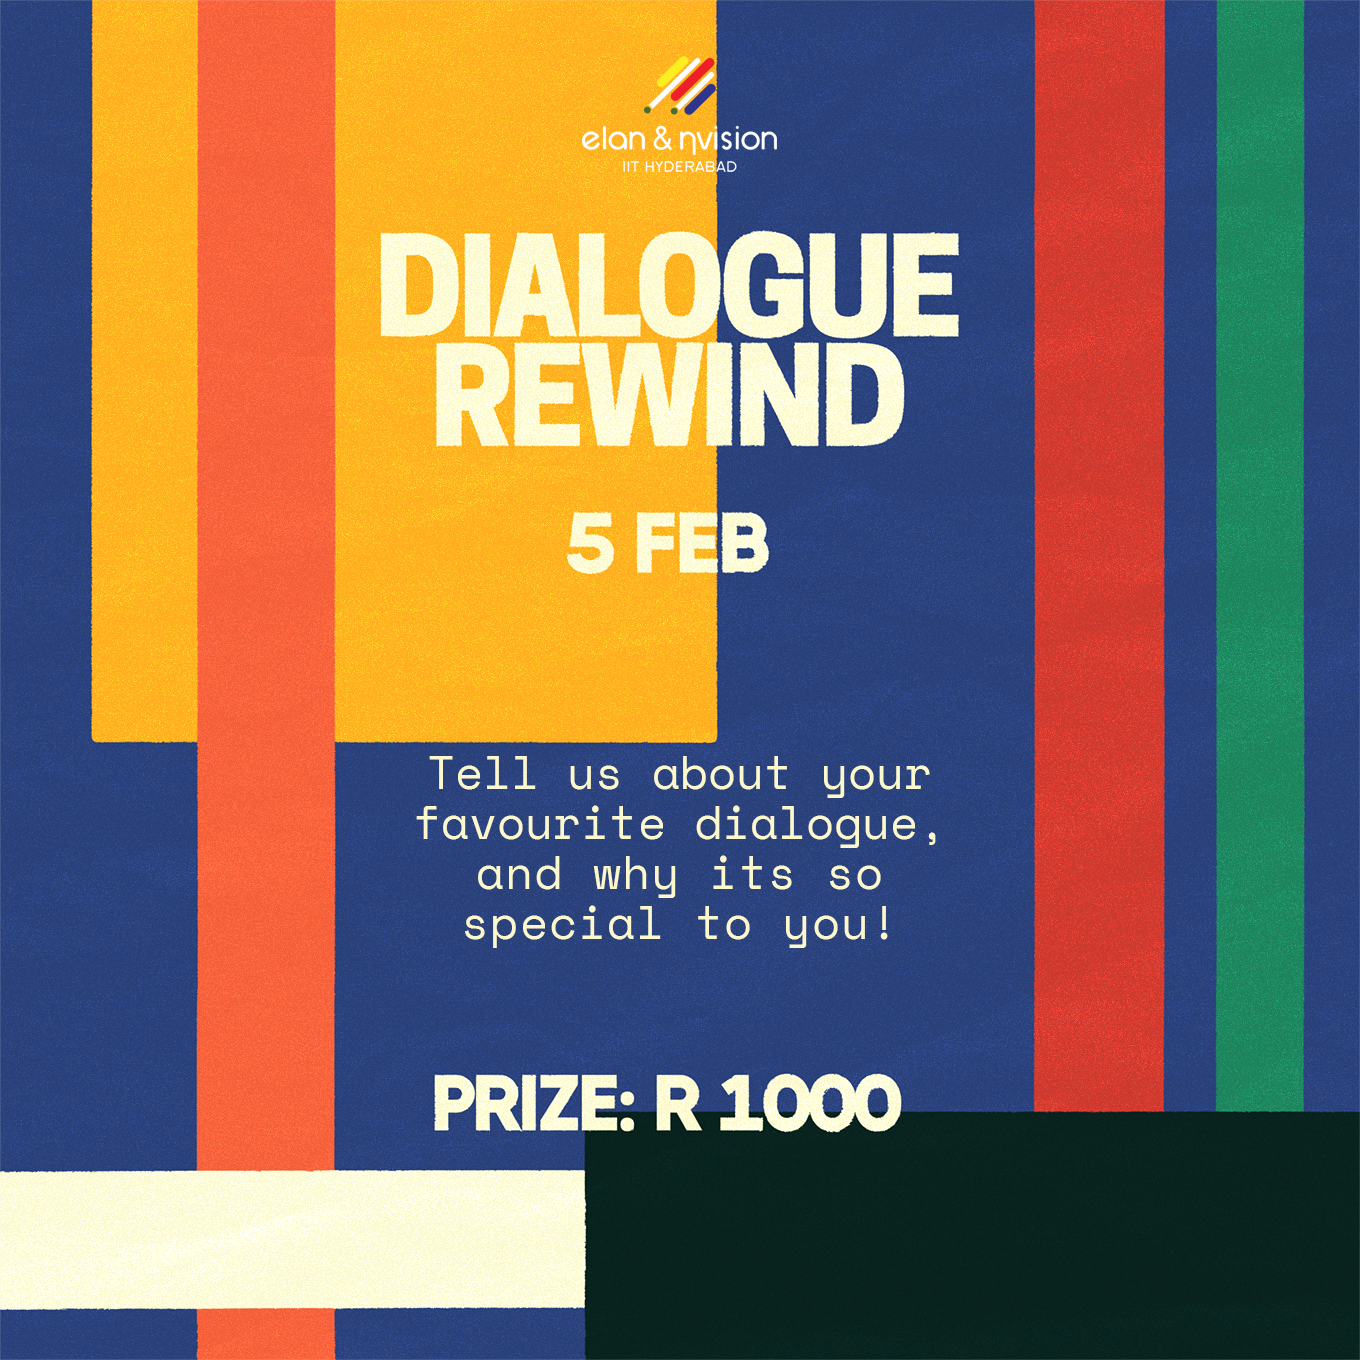 elan & ηvision
IIT HYDERABAD
DIALOGUE
REWIND
5 FEB
Tell us about your
favourite dialogue,
and why its so
special to you!
PRIZE: R 1000